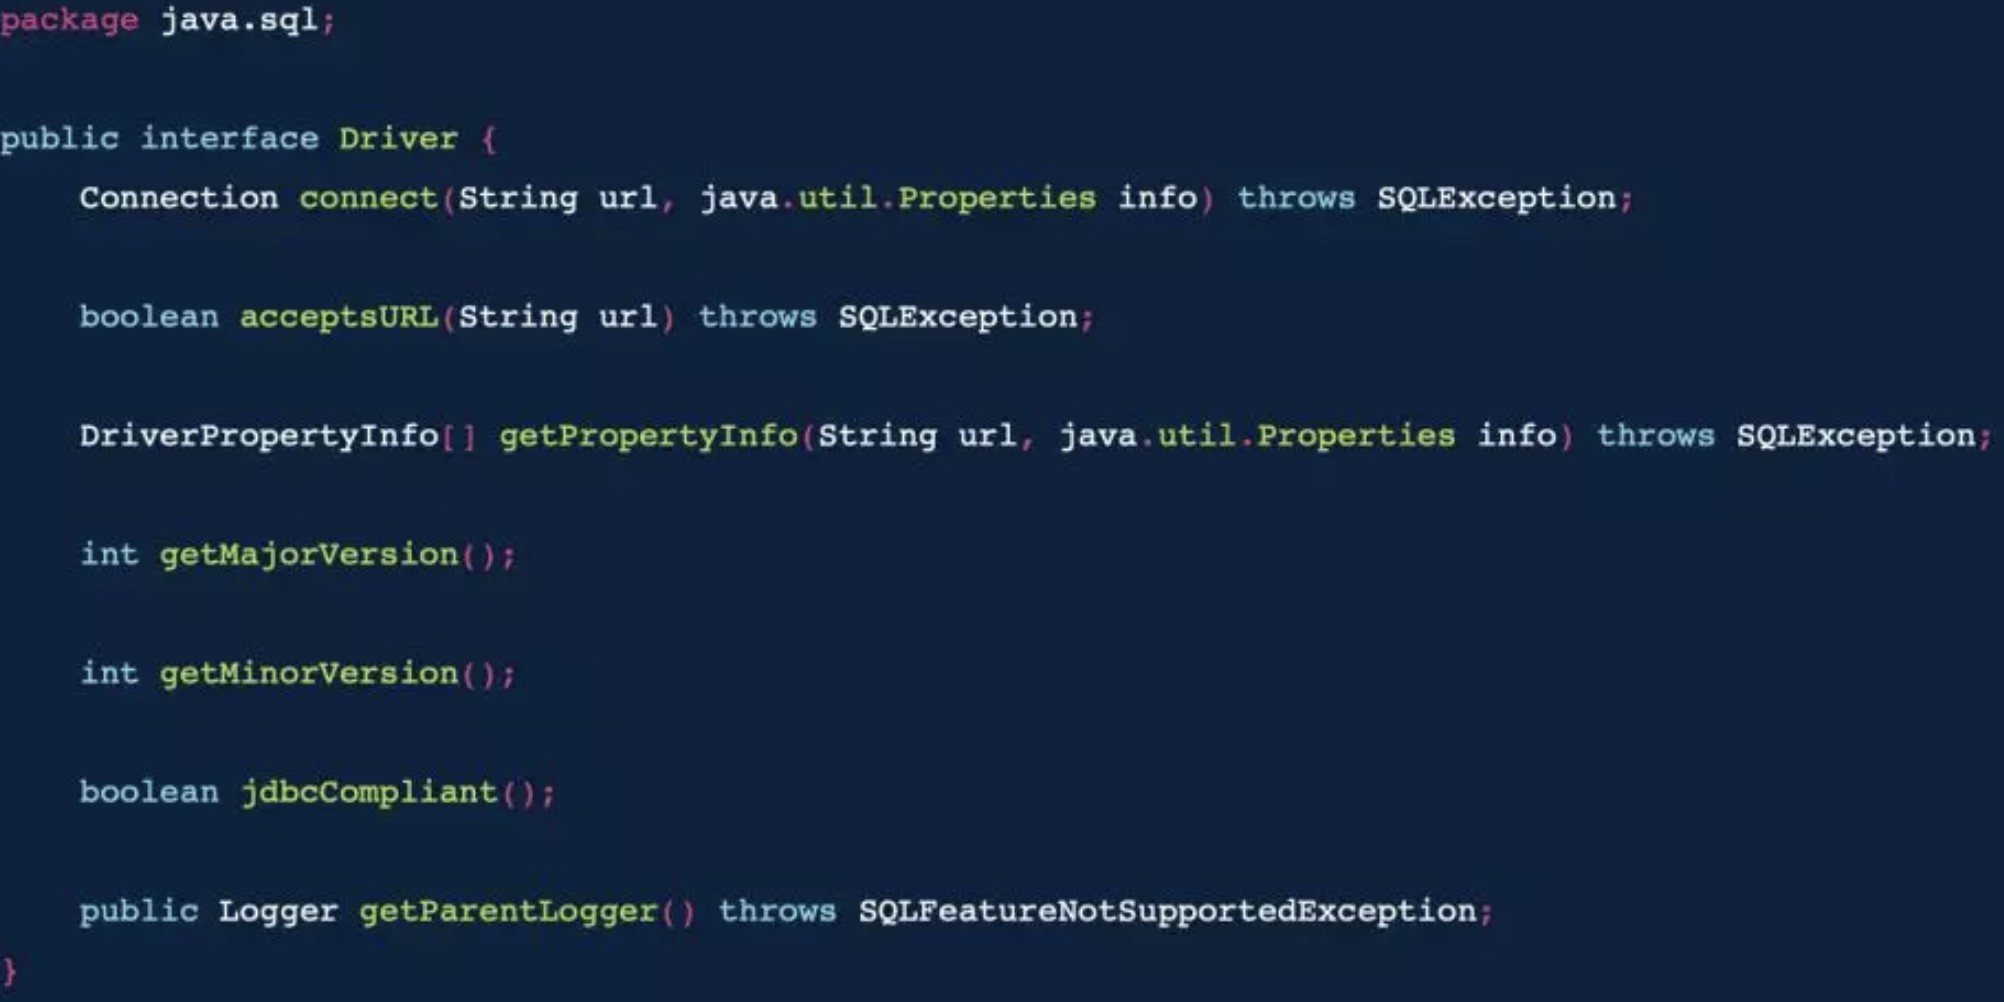 package java.sql;
public interface Driver {
Connection connect(String url, java.util.Properties info) throws SQLException;
boolean acceptsURL(String url) throws SQLException;
DriverPropertyInfo[] getPropertyInfo(String url, java.util.Properties info) throws SQLException;
int getMajorVersion();
int getMinorVersion();
boolean jdbcCompliant();
public Logger getParentLogger() throws SQLFeatureNotSupportedException;
}